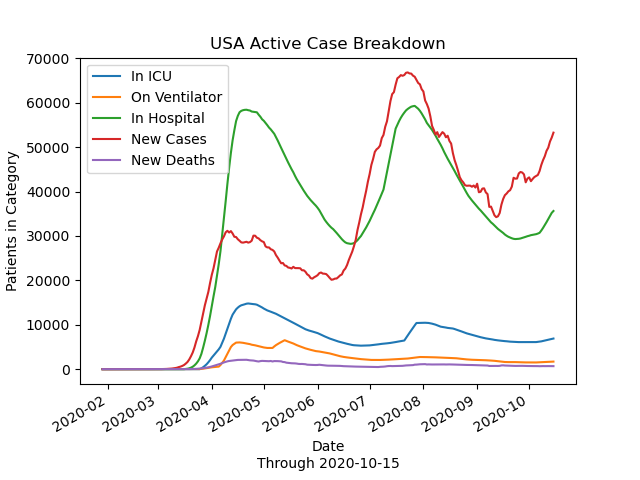 USA Active Case Breakdown
70000
60000
50000
40000
30000
20000
10000
0
Patients in Category
In ICU
On Ventilator
In Hospital
New Cases
New Deaths
2020-02
2020-03
2020-04
2020-05
2020-06
2020-07
2020-08
2020-09
2020-10
Date
Through 2020-10-15